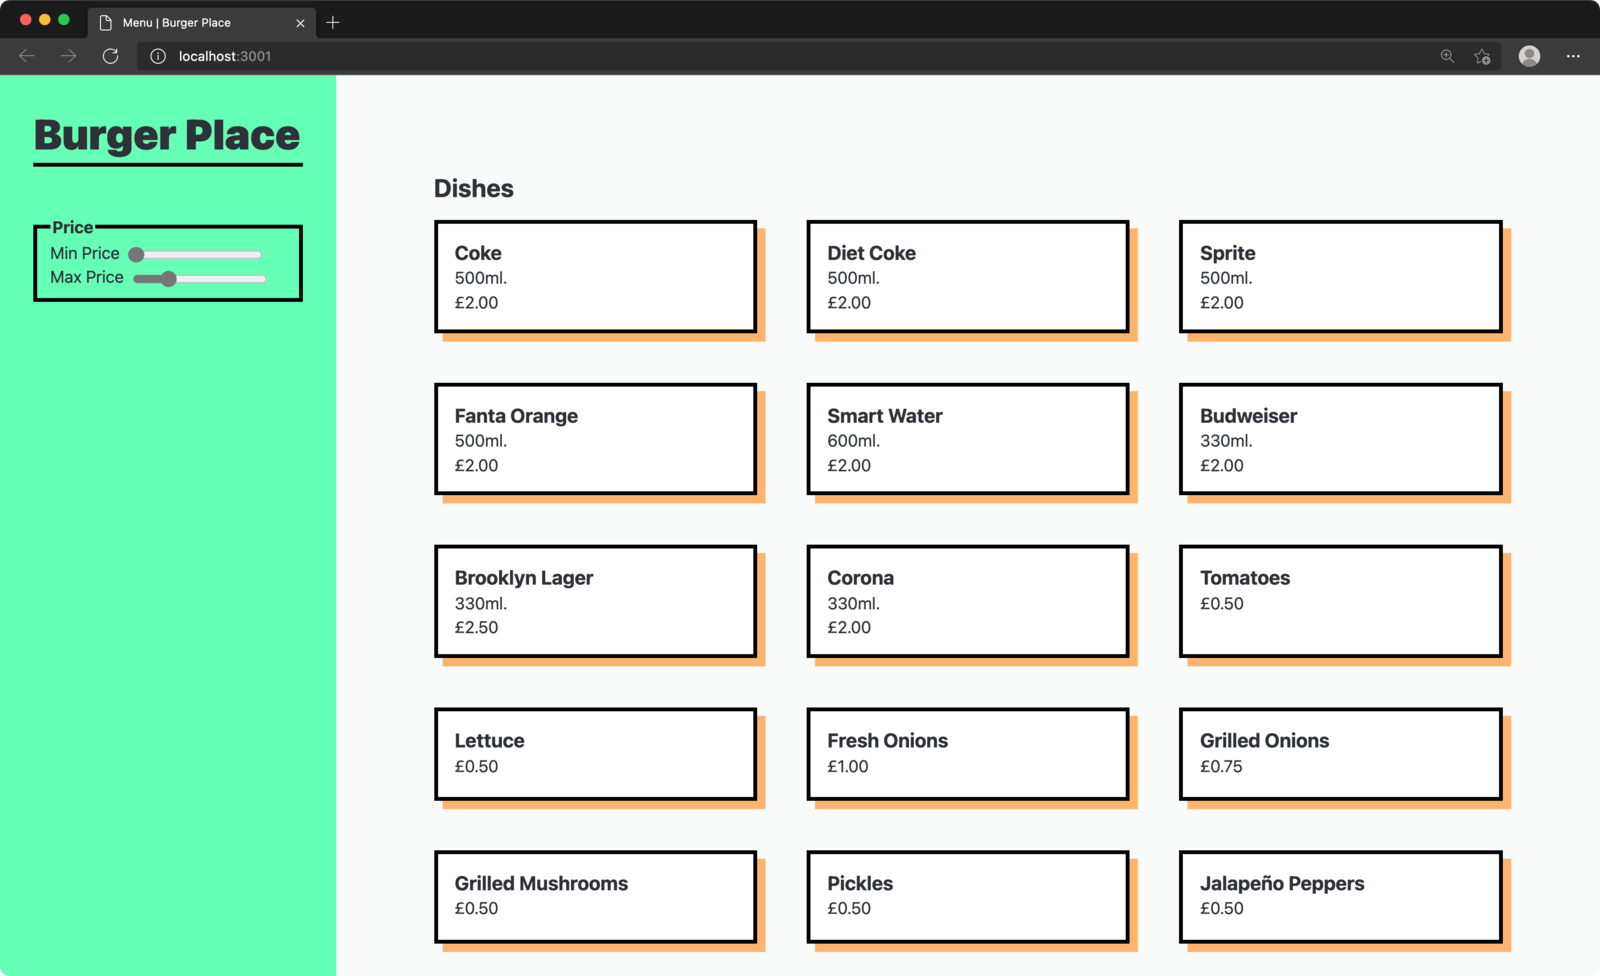 Menu | Burger Place
localhost:3001
Burger Place
Price
Min Price
Max Price
Dishes
Coke
500ml.
£2.00
Diet Coke
500ml.
£2.00
Sprite
500ml.
£2.00
Fanta Orange
500ml.
£2.00
Smart Water
600ml.
£2.00
Budweiser
330ml.
£2.00
Brooklyn Lager
330ml.
£2.50
Corona
330ml.
£2.00
Tomatoes
£0.50
Lettuce
£0.50
Fresh Onions
£1.00
Grilled Onions
£0.75
Grilled Mushrooms
£0.50
Pickles
£0.50
Jalapeño Peppers
£0.50